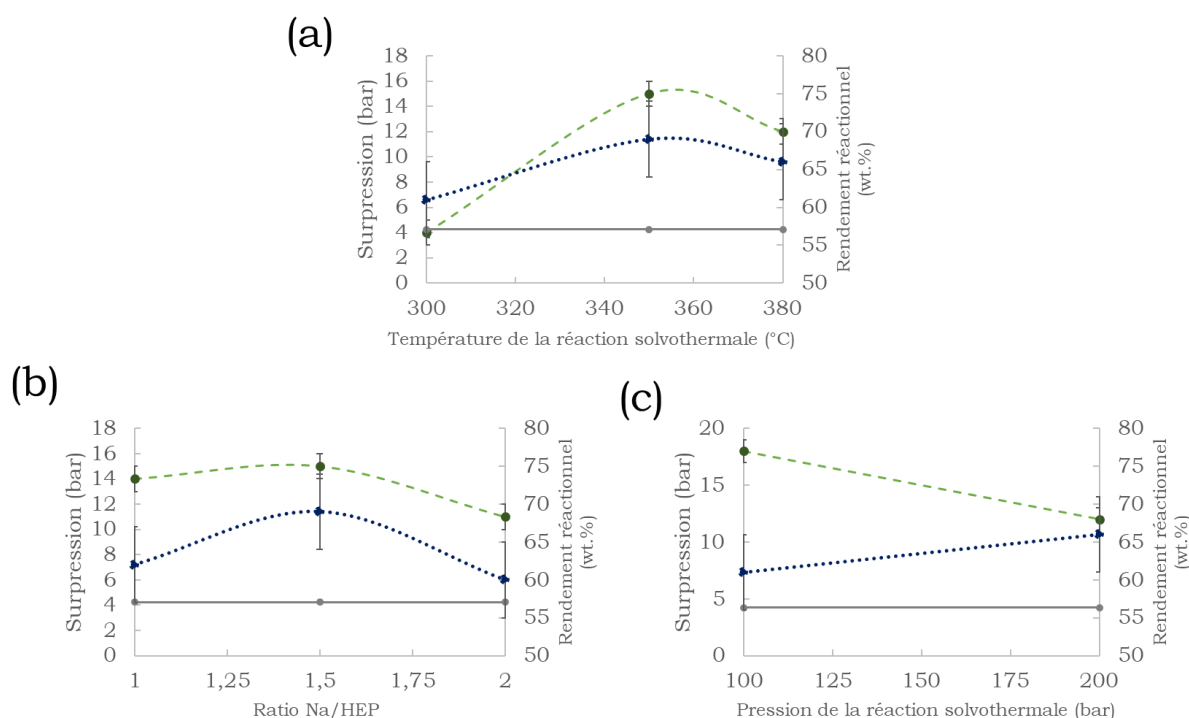 (a)
Surpression (bar)
18
16
14
12
10
8
6
4
2
0
80
75
70
65
60
55
50
Rendement réactionnel
(wt.%)
300 320 340 360 380
Température de la réaction solvothermale (°C)
(b)
Surpression (bar)
18
16
14
12
10
8
6
4
2
0
80
75
70
65
60
55
50
Rendement réactionnel
(wt.%)
1 1,25 1,5 1,75 2
Ratio Na/HEP
(c)
Surpression (bar)
20
15
10
5
0
80
75
70
65
60
55
50
Rendement réactionnel
(wt.%)
100 125 150 175 200
Pression de la réaction solvothermale (bar)